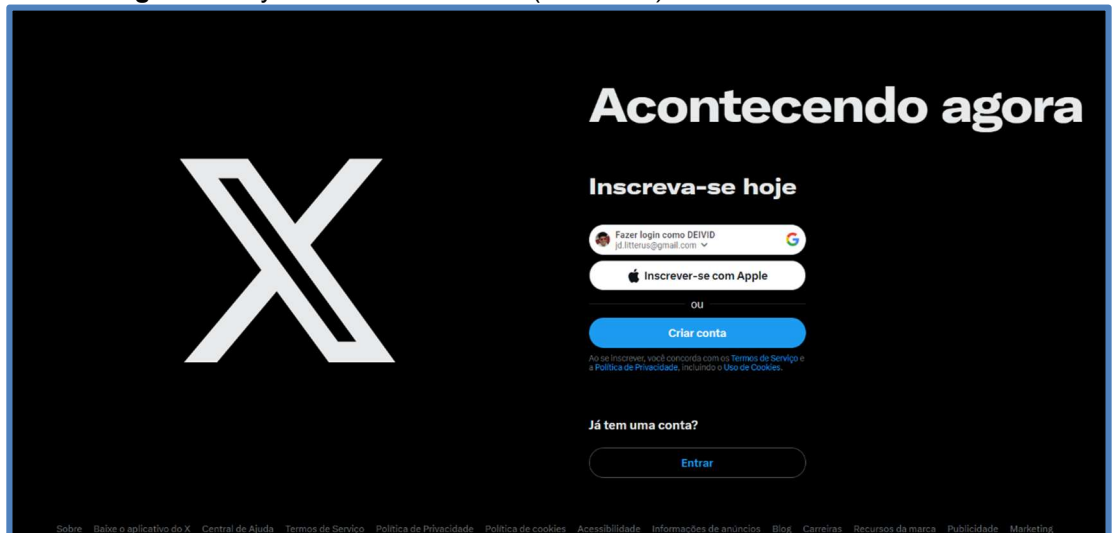 Acontecendo agora
Inscreva-se hoje
Fazer login como DEIVID
jd.litterus@gmail.com
Inscrever-se com Apple
ou
Criar conta
Ao se inscrever, você concorda com os Termos de Serviço e
a Política de Privacidade, incluindo o Uso de Cookies.
Já tem uma conta?
Entrar
Sobre Baixe o aplicativo do X Central de Ajuda Termos de Serviço Política de Privacidade Política de cookies Acessibilidade Informações de anúncios Blog Carreiras Recursos da marca Publicidade Marketing